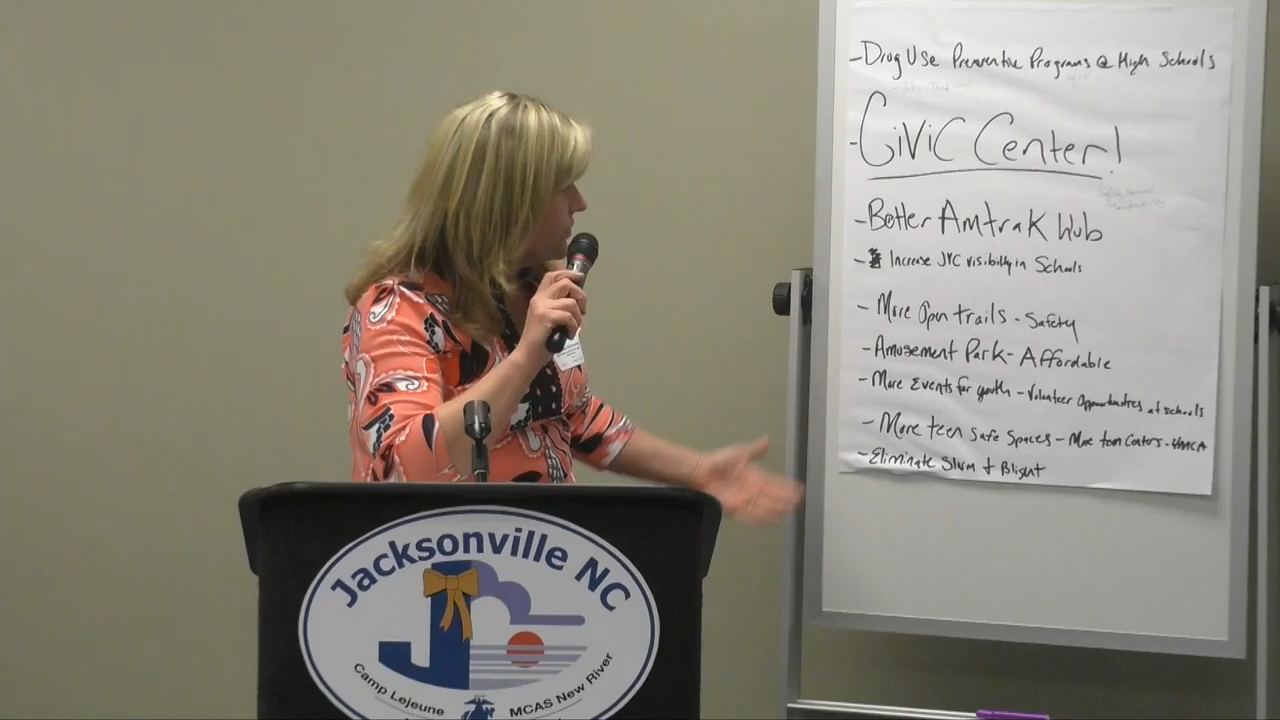 - Drug Use Preventive Programs @ High Schools
- Civic Center!
- Better Amtrak Hub
- Increase JYC visibility in Schools
- More Open trails - Safety
- Amusement Park - Affordable
- More Events for youth - Volunteer Opportunities at schools
- More teen safe spaces - More teen Centers - YMCA
- Eliminate Slum & Blight
Jacksonville NC
Camp Lejeune MCAS New River